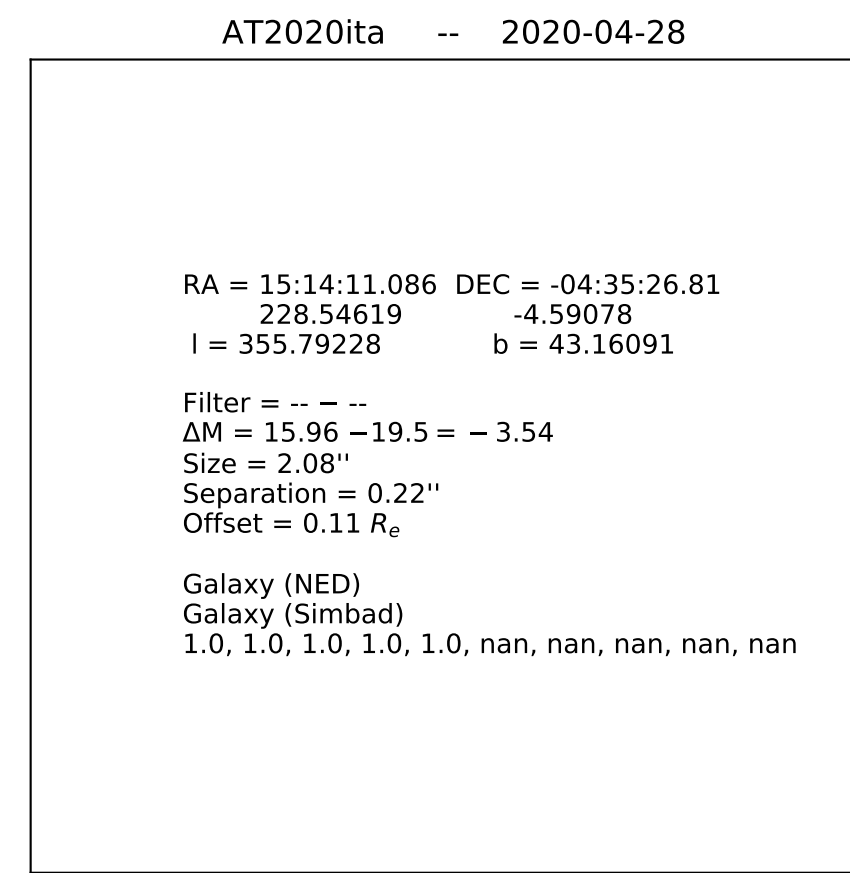 AT2020ita -- 2020-04-28
RA = 15:14:11.086 DEC = -04:35:26.81
228.54619 -4.59078
l = 355.79228 b = 43.16091
Filter = -- − --
ΔM = 15.96 −19.5 = − 3.54
Size = 2.08''
Separation = 0.22''
Offset = 0.11 Re
Galaxy (NED)
Galaxy (Simbad)
1.0, 1.0, 1.0, 1.0, 1.0, nan, nan, nan, nan, nan